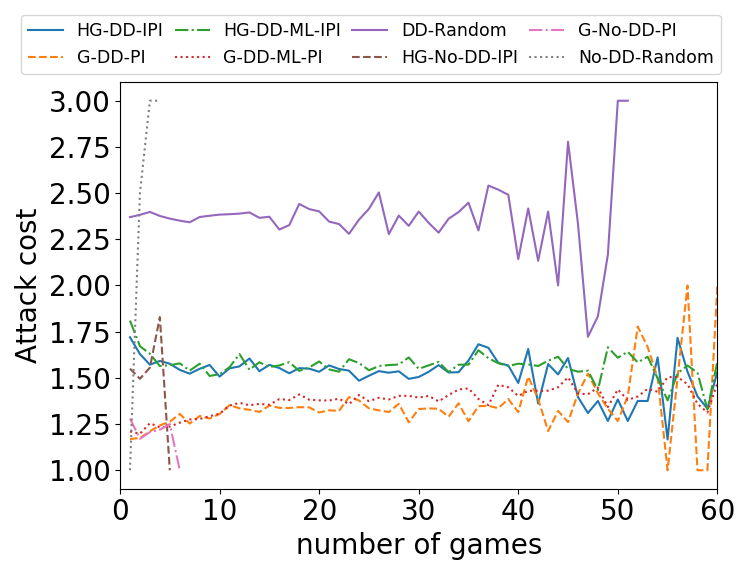 HG-DD-IPI HG-DD-ML-IPI DD-Random G-No-DD-PI
G-DD-PI G-DD-ML-PI HG-No-DD-IPI No-DD-Random
3.00
2.75
2.50
2.25
2.00
1.75
1.50
1.25
1.00
Attack cost
0 10 20 30 40 50 60
number of games